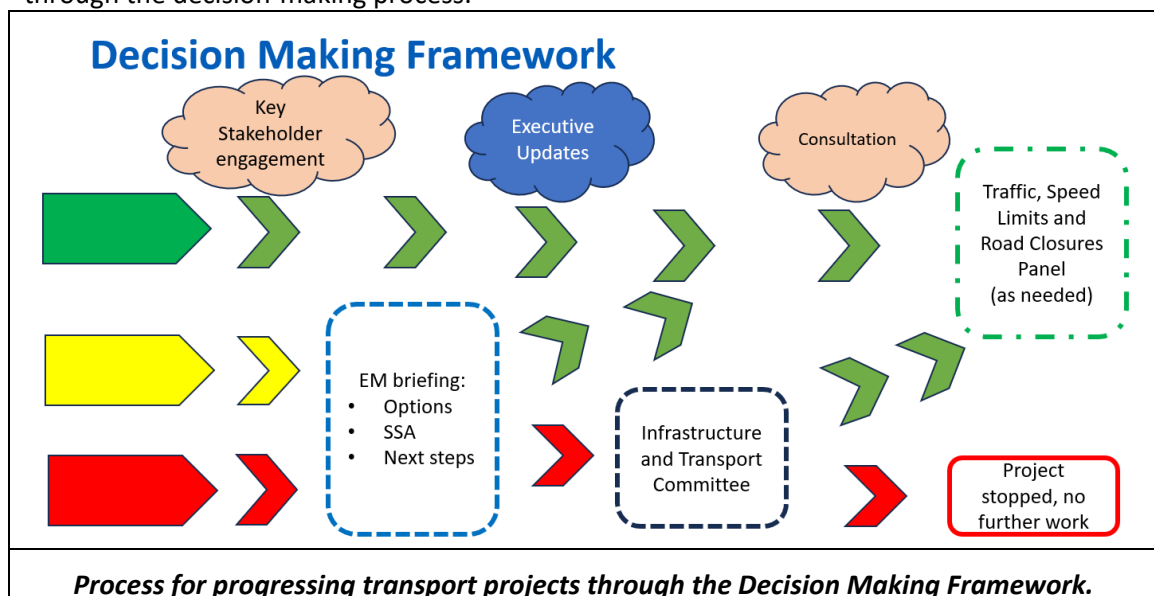 through the decision-making process.
Decision Making Framework
Key
Stakeholder
engagement
Executive
Updates
Consultation
Traffic, Speed
Limits and
Road Closures
Panel
(as needed)
EM briefing:
• Options
• SSA
• Next steps
Infrastructure
and Transport
Committee
Project
stopped, no
further work
Process for progressing transport projects through the Decision Making Framework.